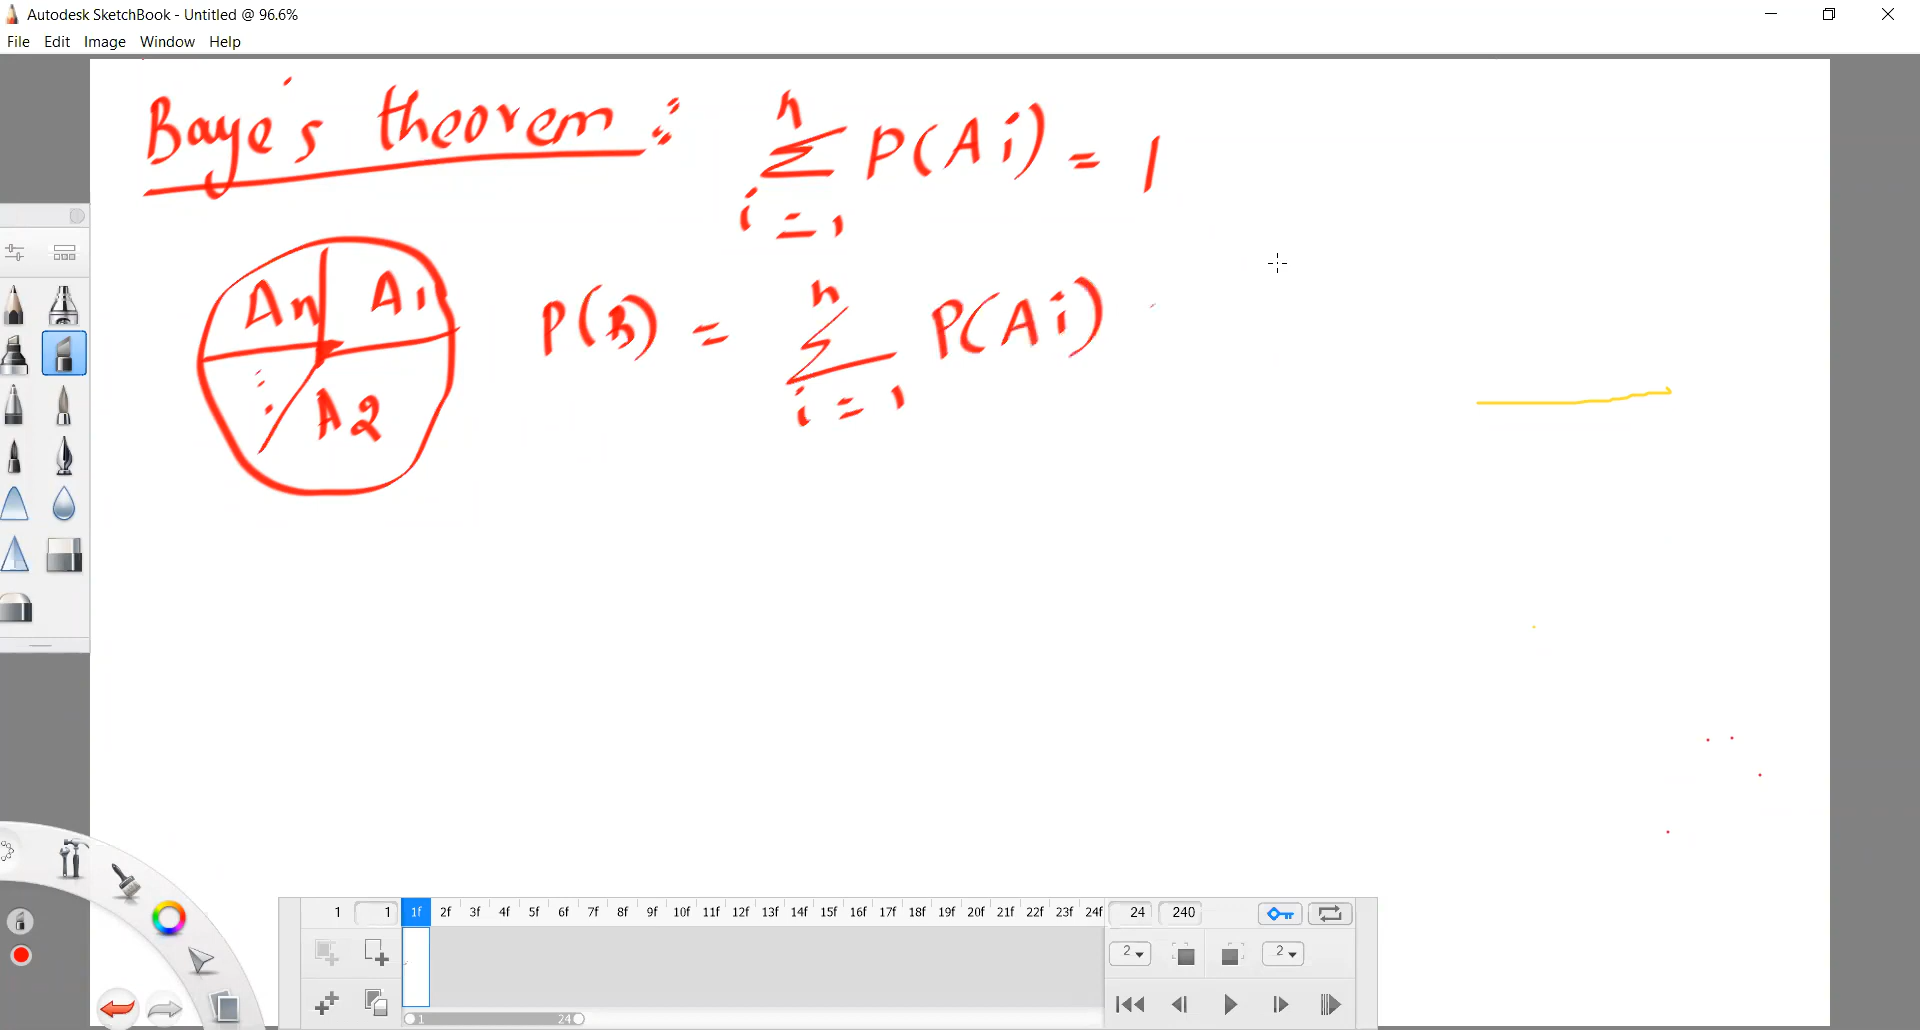 Autodesk SketchBook - Untitled @ 96.6%
File Edit Image Window Help
Baye's theorem :
n
∑ P(Ai) = 1
i = 1
An A1
A2
n
P(B) = ∑ P(Ai)
i = 1
1 1 1f 2f 3f 4f 5f 6f 7f 8f 9f 10f 11f 12f 13f 14f 15f 16f 17f 18f 19f 20f 21f 22f 23f 24f 24 240
2 2
1 24